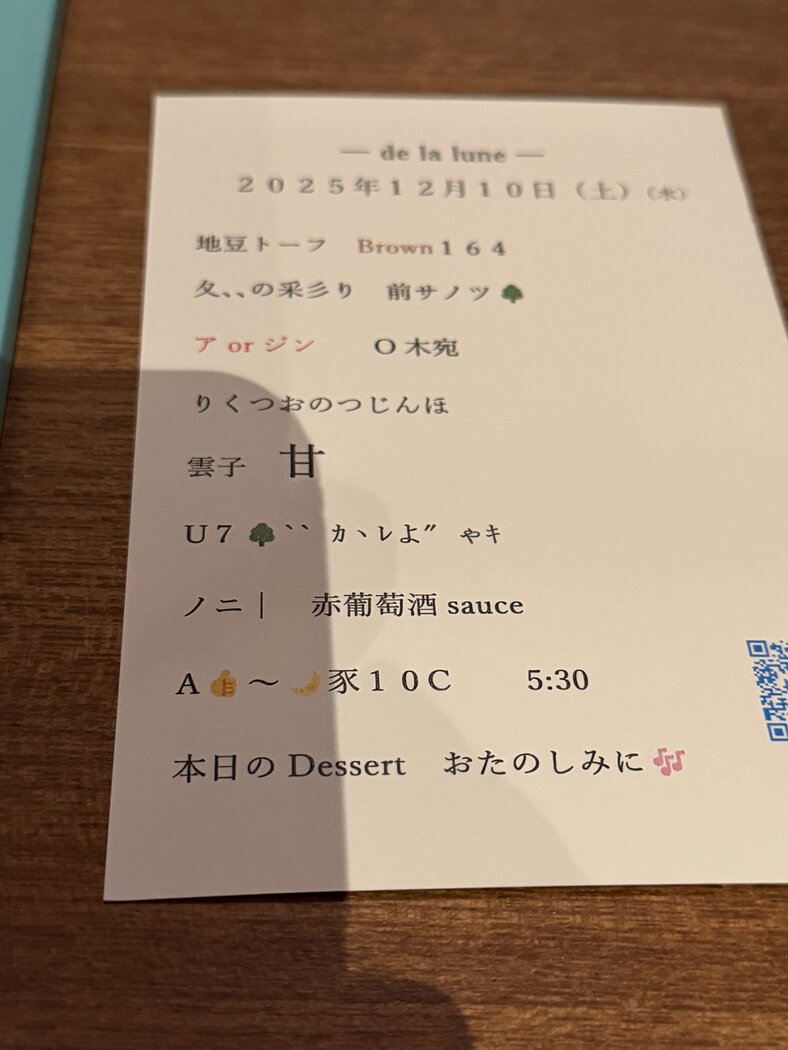 — de la lune —
２０２５年１２月１０日（土）（水）
地豆トーフ　Brown１６４
夂、、の采彡り　前サノツ🌳
ア or ジン　　O 木宛
りくつおのつじんほ
雲子　甘
U７🌳｀｀ カヽレよ〃 ゃキ
ノニ｜　赤葡萄酒 sauce
A👍〜🌙豕１０C　　5:30
本日の Dessert　おたのしみに🎶